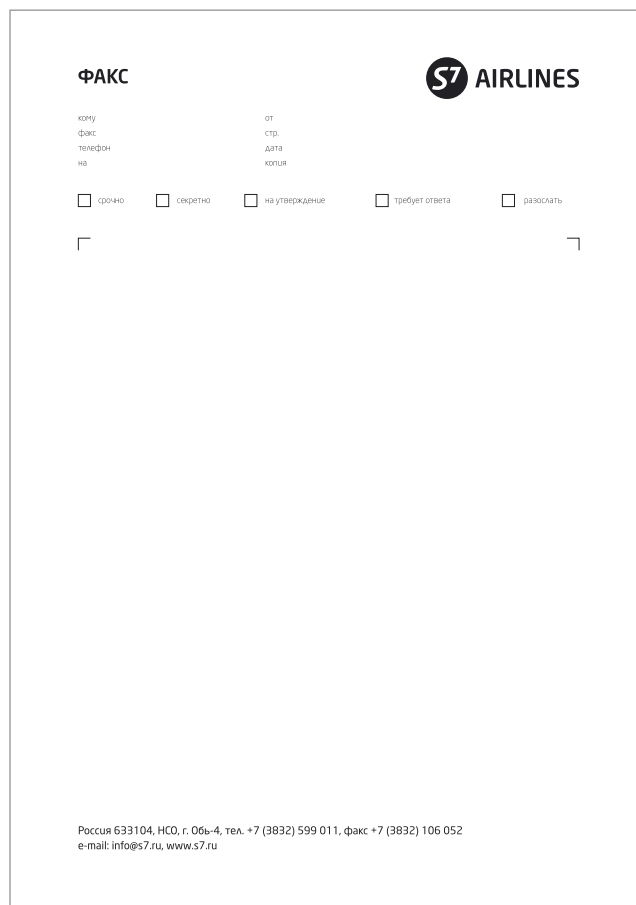 ФАКС
S7 AIRLINES
кому от
факс стр.
телефон дата
на копия
срочно секретно на утверждение требует ответа разослать
Россия 633104, НСО, г. Обь-4, тел. +7 (3832) 599 011, факс +7 (3832) 106 052
e-mail: info@s7.ru, www.s7.ru